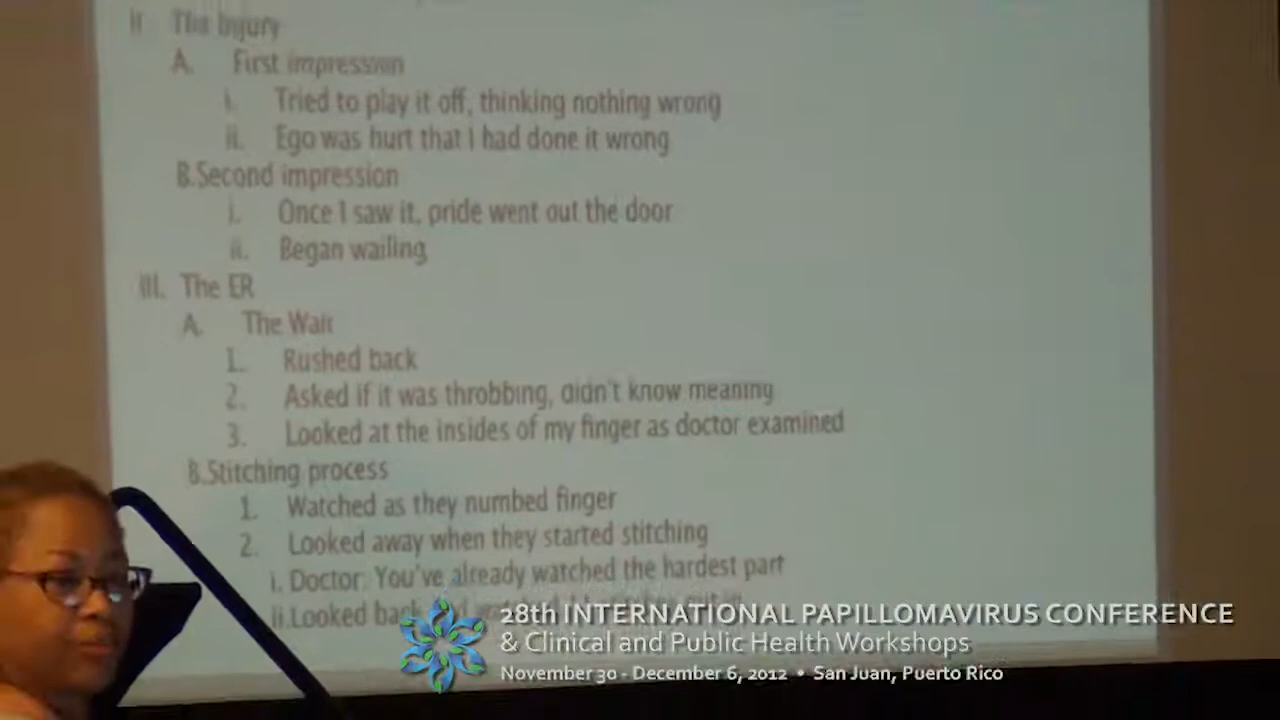 II. The Injury
A. First impression
i. Tried to play it off, thinking nothing wrong
ii. Ego was hurt that I had done it wrong
B.Second impression
i. Once I saw it, pride went out the door
ii. Began wailing
III. The ER
A. The Wait
1. Rushed back
2. Asked if it was throbbing, didn't know meaning
3. Looked at the insides of my finger as doctor examined
B.Stitching process
1. Watched as they numbed finger
2. Looked away when they started stitching
i. Doctor: You've already watched the hardest part
ii.Looked
28th INTERNATIONAL PAPILLOMAVIRUS CONFERENCE
& Clinical and Public Health Workshops
November 30 - December 6, 2012 • San Juan, Puerto Rico